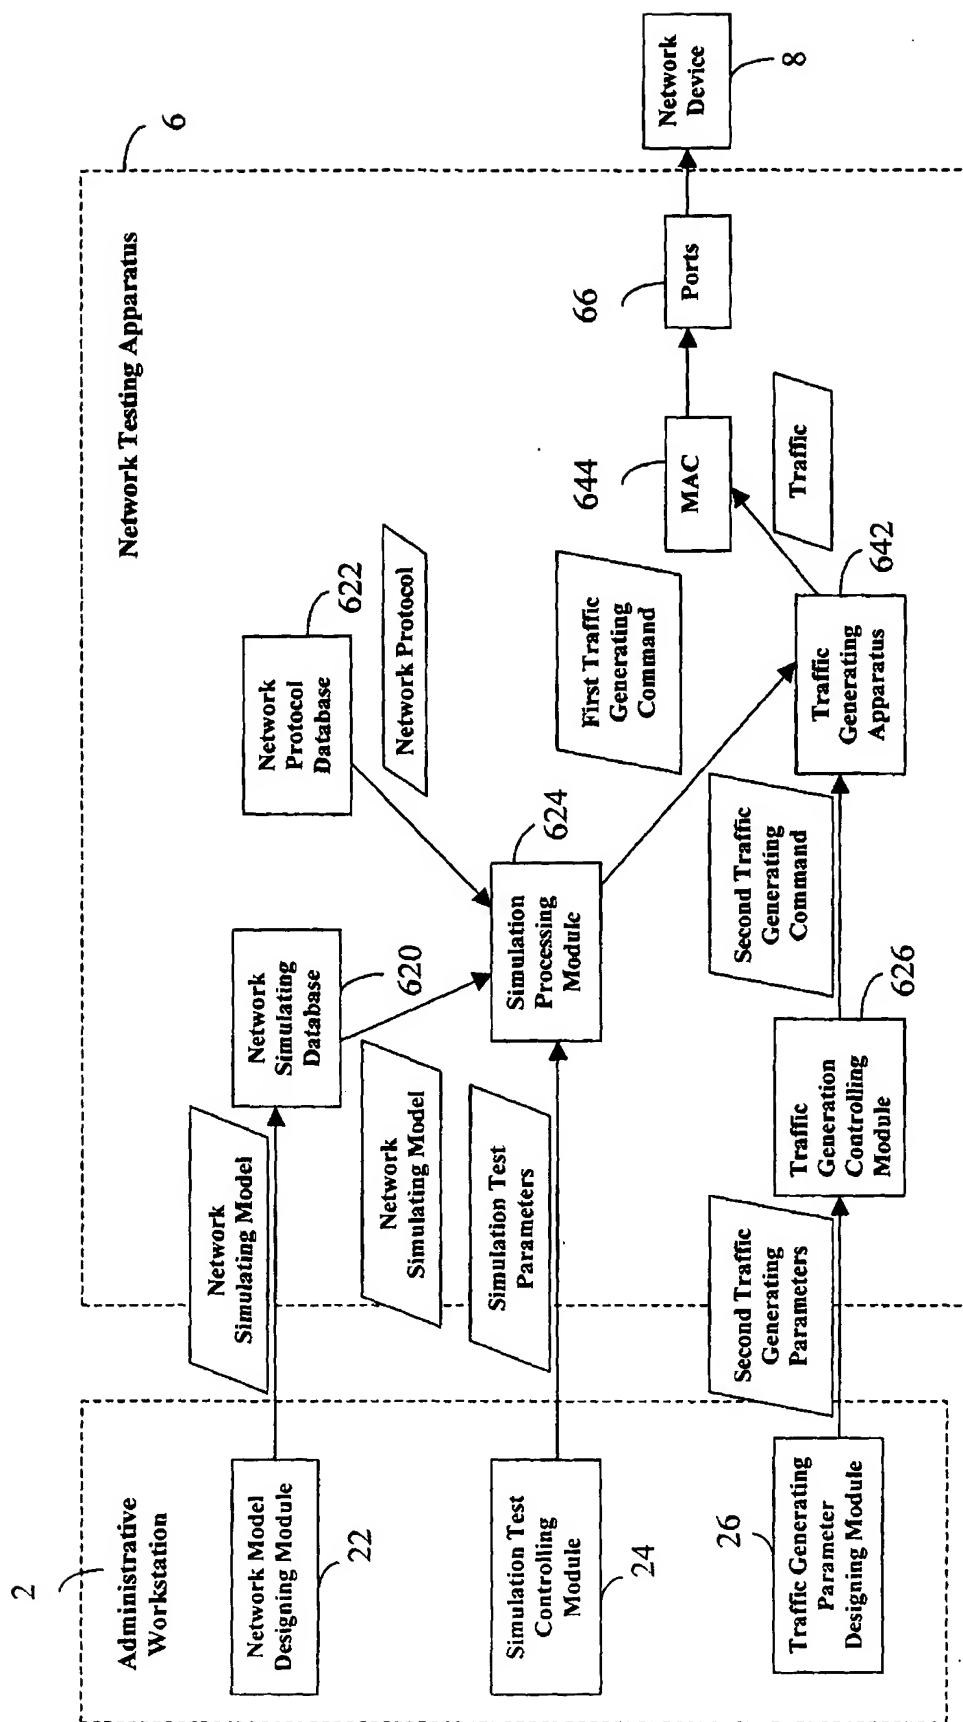 2
Administrative
Workstation
Network Model
Designing Module
22
Simulation Test
Controlling
Module
24
26
Traffic Generating
Parameter
Designing Module
6
Network Testing Apparatus
Network
Simulating Model
Network
Simulating
Database
620
Network
Simulating Model
Network
Protocol
Database
622
Network Protocol
Simulation Test
Parameters
Simulation
Processing
Module
624
First Traffic
Generating
Command
Second Traffic
Generating
Parameters
Traffic
Generation
Controlling
Module
626
Second Traffic
Generating
Command
Traffic
Generating
Apparatus
642
Traffic
644
MAC
66
Ports
Network
Device
8